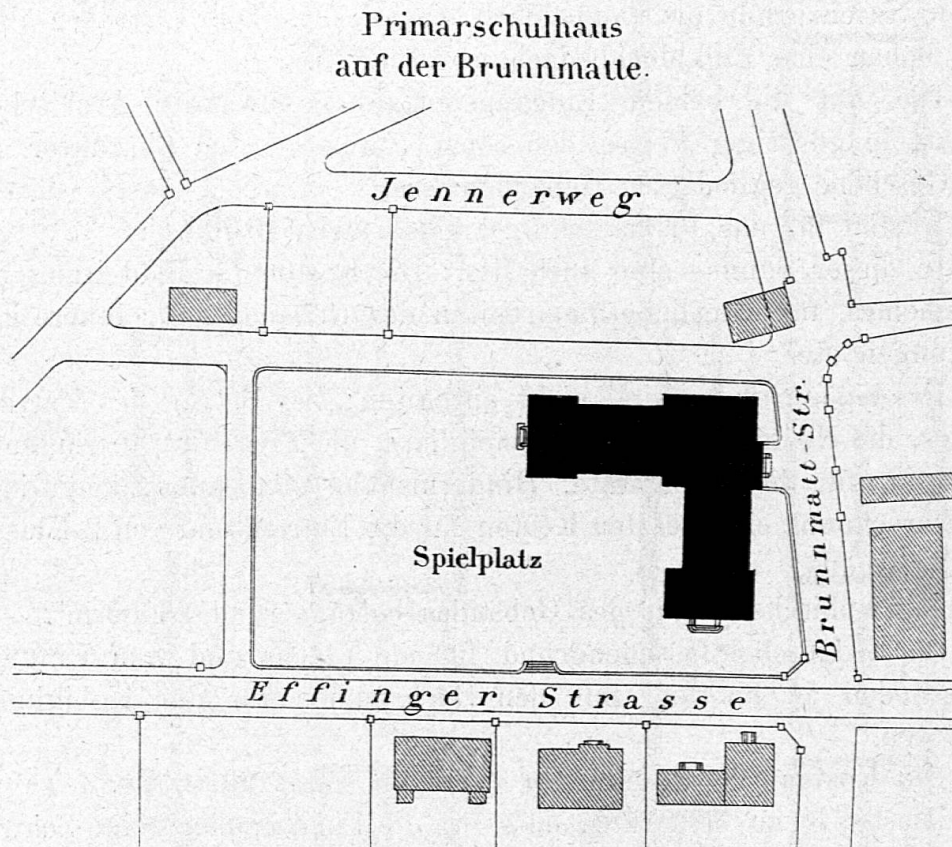 Primarschulhaus
auf der Brunnmatte.
Jennerweg
Brunnmatt-Str.
Spielplatz
Effinger Strasse